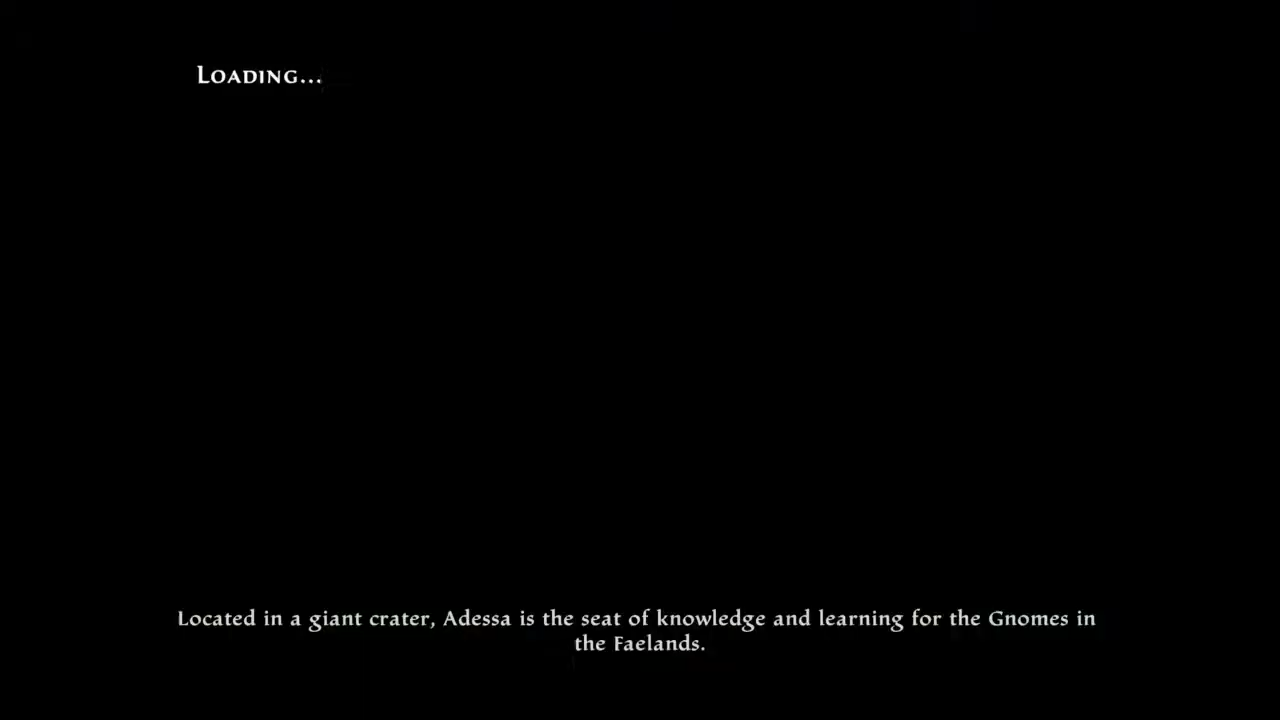 Loading...
Located in a giant crater, Adessa is the seat of knowledge and learning for the Gnomes in
the Faelands.